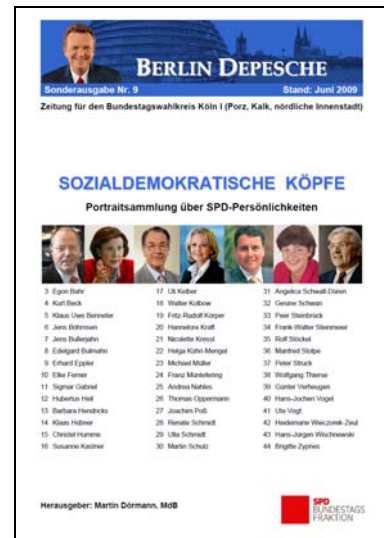 BERLIN DEPESCHE
Sonderausgabe Nr. 9 Stand: Juni 2009
Zeitung für den Bundestagswahlkreis Köln I (Porz, Kalk, nördliche Innenstadt)
SOZIALDEMOKRATISCHE KÖPFE
Portraitsammlung über SPD-Persönlichkeiten
3 Egon Bahr
4 Kurt Beck
5 Klaus Uwe Benneter
6 Jens Böhrnsen
7 Jens Bullerjahn
8 Edelgard Bulmahn
9 Erhard Eppler
10 Elke Ferner
11 Sigmar Gabriel
12 Hubertus Heil
13 Barbara Hendricks
14 Klaas Hübner
15 Christel Humme
16 Susanne Kastner
17 Uli Kelber
18 Walter Kolbow
19 Fritz-Rudolf Körper
20 Hannelore Kraft
21 Nicolette Kressl
22 Helga Kühn-Mengel
23 Michael Müller
24 Franz Müntefering
25 Andrea Nahles
26 Thomas Oppermann
27 Joachim Poß
28 Renate Schmidt
29 Ulla Schmidt
30 Martin Schulz
31 Angelica Schwall-Düren
32 Gesine Schwan
33 Peer Steinbrück
34 Frank-Walter Steinmeier
35 Rolf Stöckel
36 Manfred Stolpe
37 Peter Struck
38 Wolfgang Thierse
39 Günter Verheugen
40 Hans-Jochen Vogel
41 Ute Vogt
42 Heidemarie Wieczorek-Zeul
43 Hans-Jürgen Wischnewski
44 Brigitte Zypries
Herausgeber: Martin Dörmann, MdB
SPD
BUNDESTAGS
FRAKTION